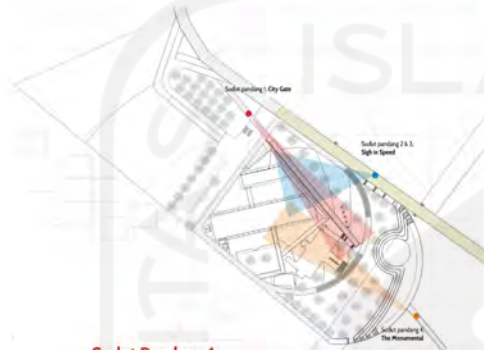 ISLA
Sudut pandang 1: City Gate
Sudut pandang 2 & 3:
Sigh in Speed
Sudut pandang 4:
The Monumental
Sudut Pandang 1